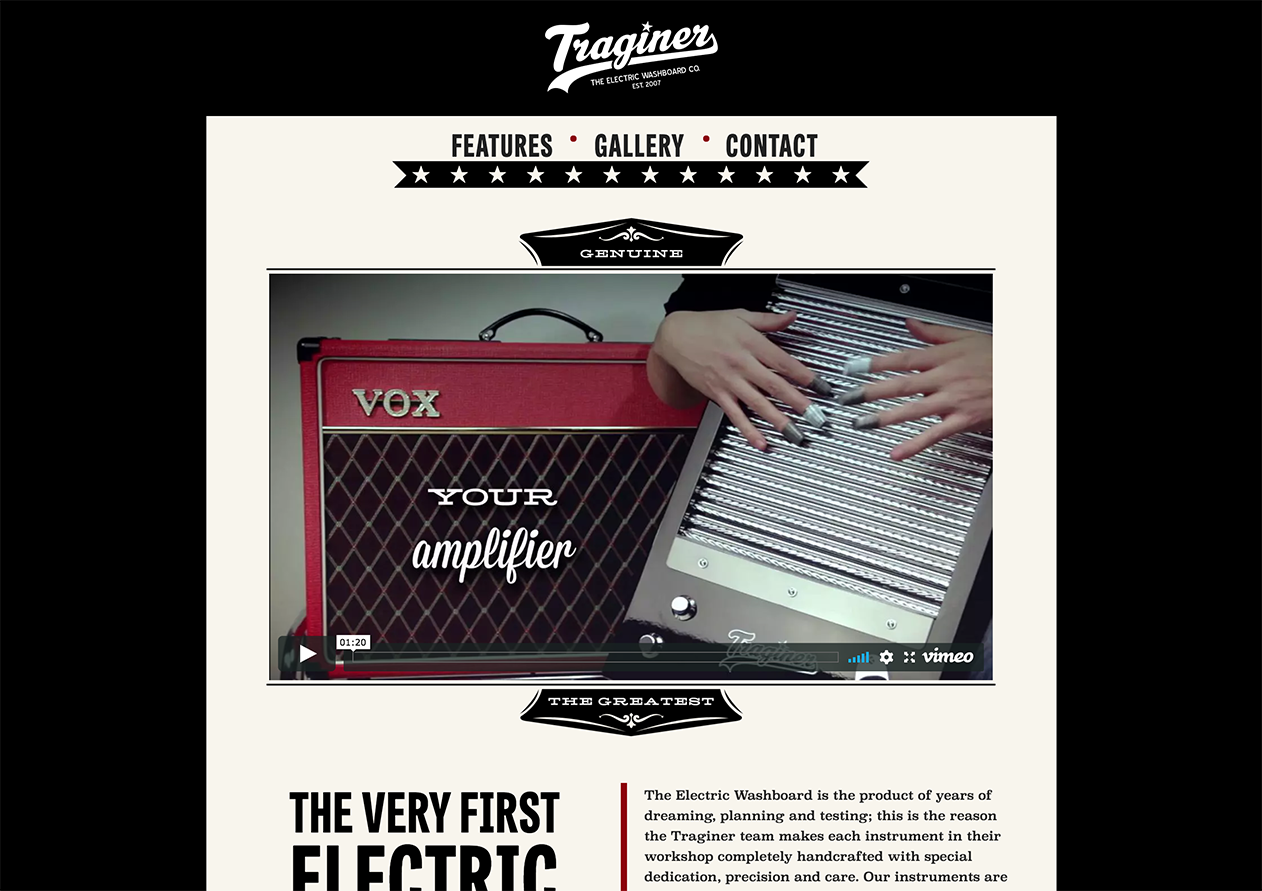 Traginer
THE ELECTRIC WASHBOARD CO.
EST. 2007
FEATURES • GALLERY • CONTACT
GENUINE
VOX
YOUR
amplifier
01:20
Traginer
vimeo
THE GREATEST
THE VERY FIRST
ELECTRIC
The Electric Washboard is the product of years of
dreaming, planning and testing; this is the reason
the Traginer team makes each instrument in their
workshop completely handcrafted with special
dedication, precision and care. Our instruments are